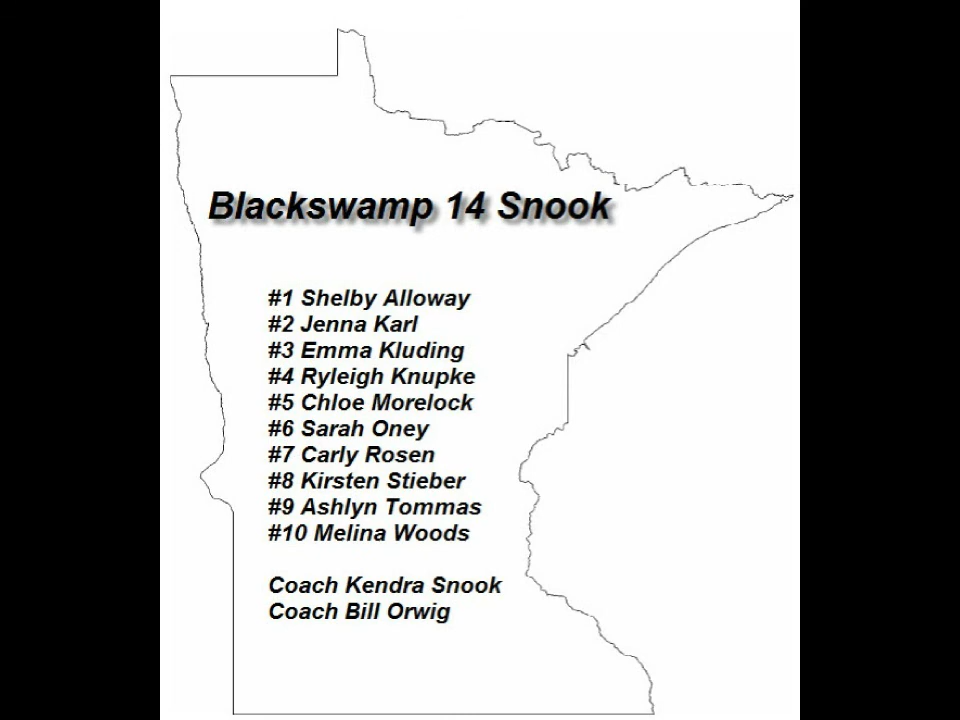 Blackswamp 14 Snook
#1 Shelby Alloway
#2 Jenna Karl
#3 Emma Kluding
#4 Ryleigh Knupke
#5 Chloe Morelock
#6 Sarah Oney
#7 Carly Rosen
#8 Kirsten Stieber
#9 Ashlyn Tommas
#10 Melina Woods
Coach Kendra Snook
Coach Bill Orwig